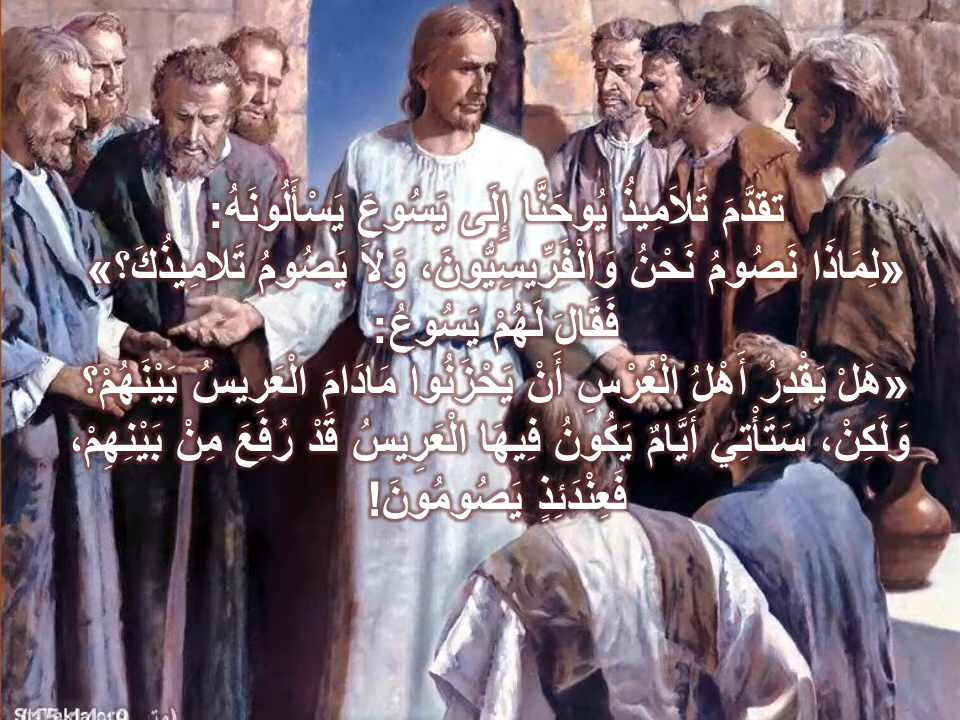 تقدَّمَ تَلاَمِيذُ يُوحَنَّا إِلَى يَسُوعَ يَسْأَلُونَهُ:
«لِمَاذَا نَصُومُ نَحْنُ وَالْفَرِّيسِيُّونَ، وَلاَ يَصُومُ تَلامِيذُكَ؟»
فَقَالَ لَهُمْ يَسُوعُ:
«هَلْ يَقْدِرُ أَهْلُ الْعُرْسِ أَنْ يَحْزَنُوا مَادَامَ الْعَرِيسُ بَيْنَهُمْ؟
وَلَكِنْ، سَتَأْتِي أَيَّامٌ يَكُونُ فِيهَا الْعَرِيسُ قَدْ رُفِعَ مِنْ بَيْنِهِمْ،
فَعِنْدَئِذٍ يَصُومُونَ!